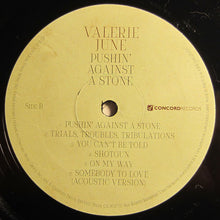 VALERIE
JUNE
PUSHIN'
AGAINST
A STONE
Side B
CONCORD RECORDS
PUSHIN' AGAINST A STONE
TRIALS, TROUBLES, TRIBULATIONS
YOU CAN'T BE TOLD
SHOTGUN
ON MY WAY
SOMEBODY TO LOVE
(ACOUSTIC VERSION)